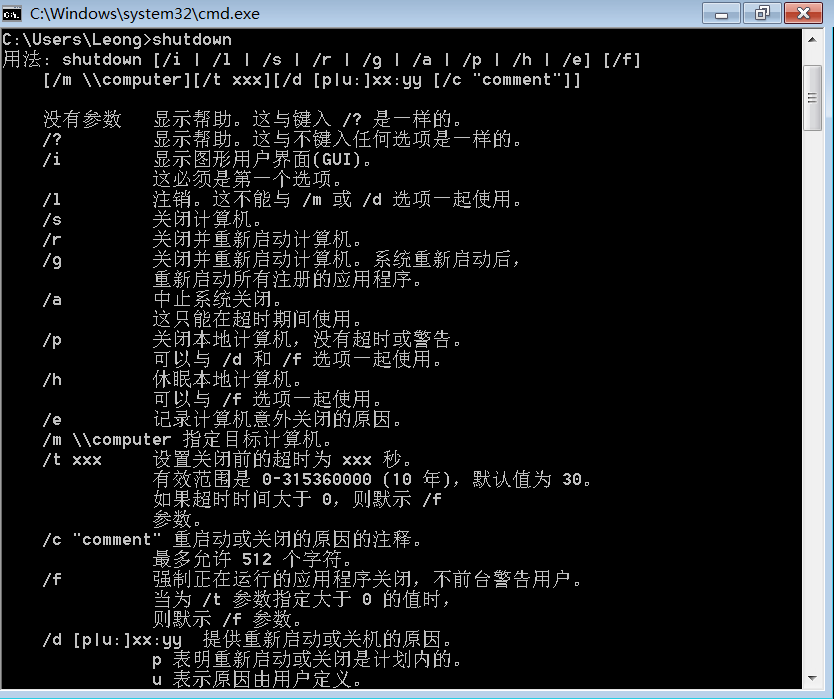 C:\Windows\system32\cmd.exe
C:\Users\Leong>shutdown
用法: shutdown [/i | /l | /s | /r | /g | /a | /p | /h | /e] [/f]
[/m \\computer][/t xxx][/d [p|u:]xx:yy [/c "comment"]]
没有参数 显示帮助。这与键入 /? 是一样的。
/? 显示帮助。这与不键入任何选项是一样的。
/i 显示图形用户界面(GUI)。
这必须是第一个选项。
/l 注销。这不能与 /m 或 /d 选项一起使用。
/s 关闭计算机。
/r 关闭并重新启动计算机。
/g 关闭并重新启动计算机。系统重新启动后，
重新启动所有注册的应用程序。
/a 中止系统关闭。
这只能在超时期间使用。
/p 关闭本地计算机，没有超时或警告。
可以与 /d 和 /f 选项一起使用。
/h 休眠本地计算机。
可以与 /f 选项一起使用。
/e 记录计算机意外关闭的原因。
/m \\computer 指定目标计算机。
/t xxx 设置关闭前的超时为 xxx 秒。
有效范围是 0-315360000 (10 年)，默认值为 30。
如果超时时间大于 0，则默示 /f
参数。
/c "comment" 重启动或关闭的原因的注释。
最多允许 512 个字符。
/f 强制正在运行的应用程序关闭，不前台警告用户。
当为 /t 参数指定大于 0 的值时，
则默示 /f 参数。
/d [p|u:]xx:yy 提供重新启动或关机的原因。
p 表明重新启动或关闭是计划内的。
u 表示原因由用户定义。